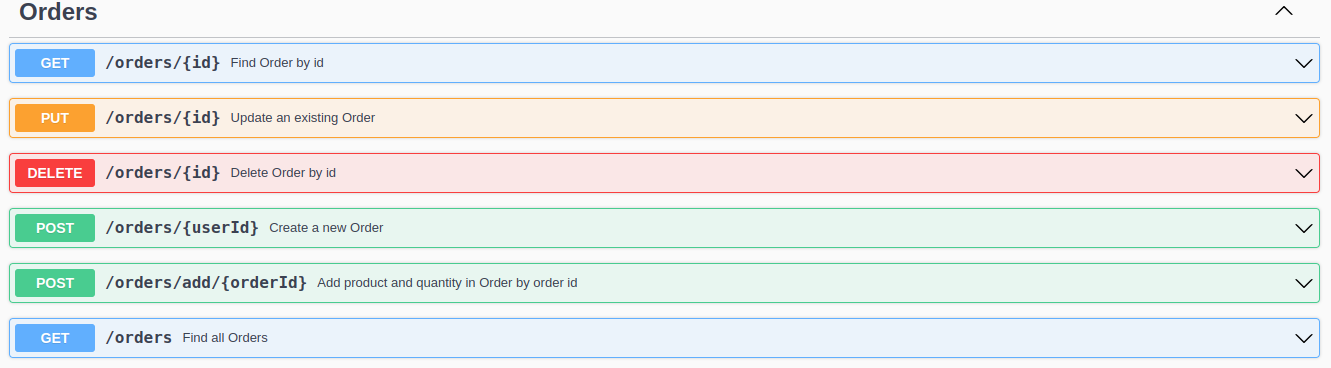 Orders
GET /orders/{id} Find Order by id
PUT /orders/{id} Update an existing Order
DELETE /orders/{id} Delete Order by id
POST /orders/{userId} Create a new Order
POST /orders/add/{orderId} Add product and quantity in Order by order id
GET /orders Find all Orders